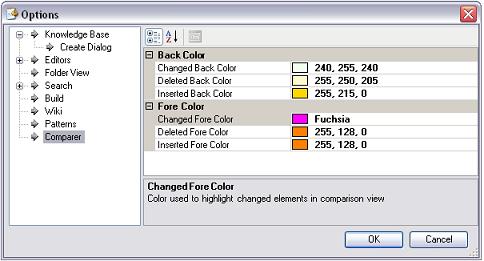 Options
Knowledge Base
Create Dialog
Editors
Folder View
Search
Build
Wiki
Patterns
Comparer
Back Color
Changed Back Color 240, 255, 240
Deleted Back Color 255, 250, 205
Inserted Back Color 255, 215, 0
Fore Color
Changed Fore Color Fuchsia
Deleted Fore Color 255, 128, 0
Inserted Fore Color 255, 128, 0
Changed Fore Color
Color used to highlight changed elements in comparison view
OK Cancel